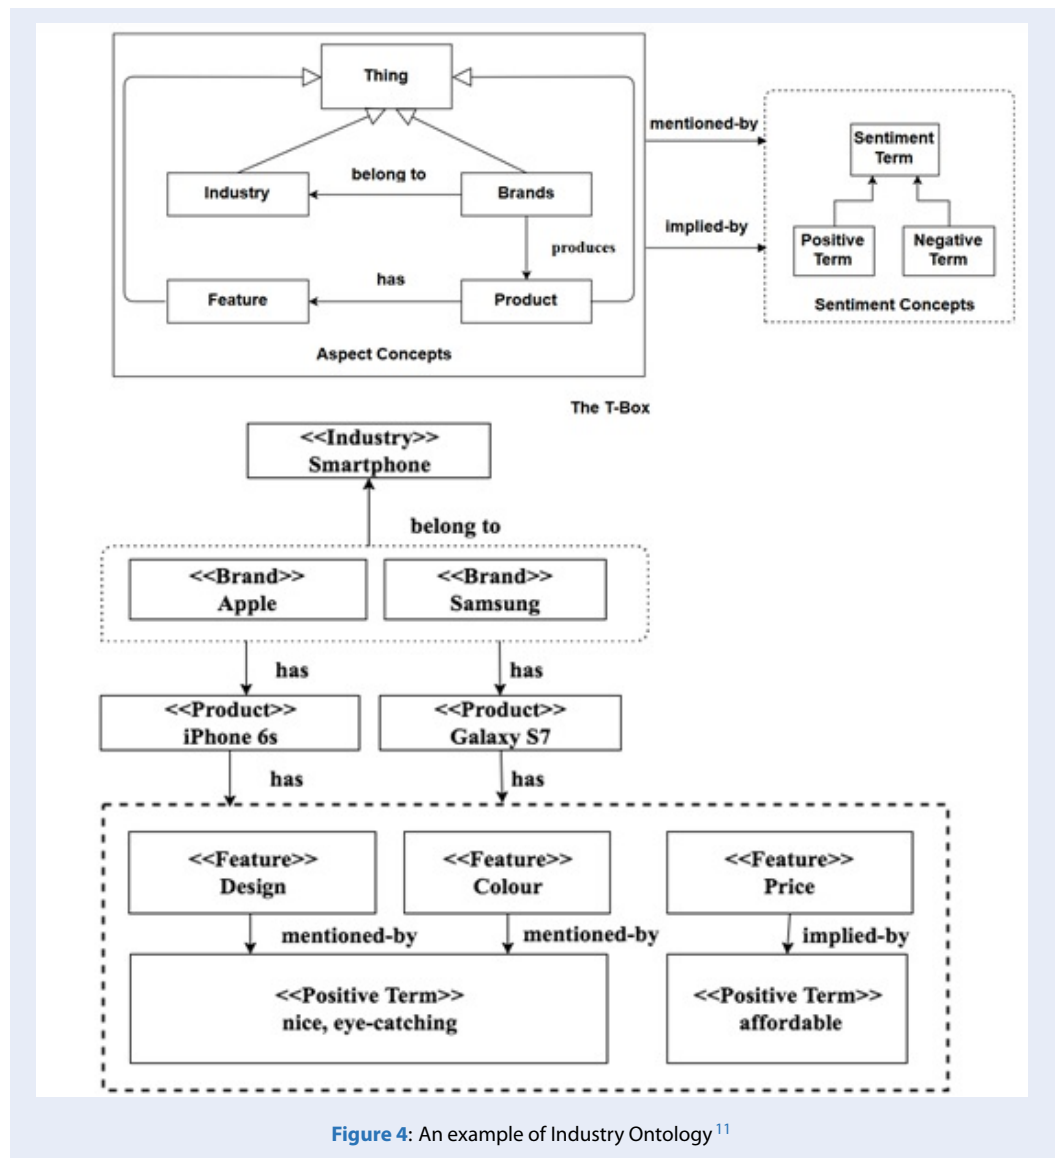 Thing
mentioned-by
Sentiment
Term
Industry
belong to
Brands
implied-by
Positive
Term
Negative
Term
produces
Feature
has
Product
Sentiment Concepts
Aspect Concepts
The T-Box
<<Industry>>
Smartphone
belong to
<<Brand>>
Apple
<<Brand>>
Samsung
has
has
<<Product>>
iPhone 6s
<<Product>>
Galaxy S7
has
has
<<Feature>>
Design
<<Feature>>
Colour
<<Feature>>
Price
mentioned-by
mentioned-by
implied-by
<<Positive Term>>
nice, eye-catching
<<Positive Term>>
affordable
Figure 4: An example of Industry Ontology 11